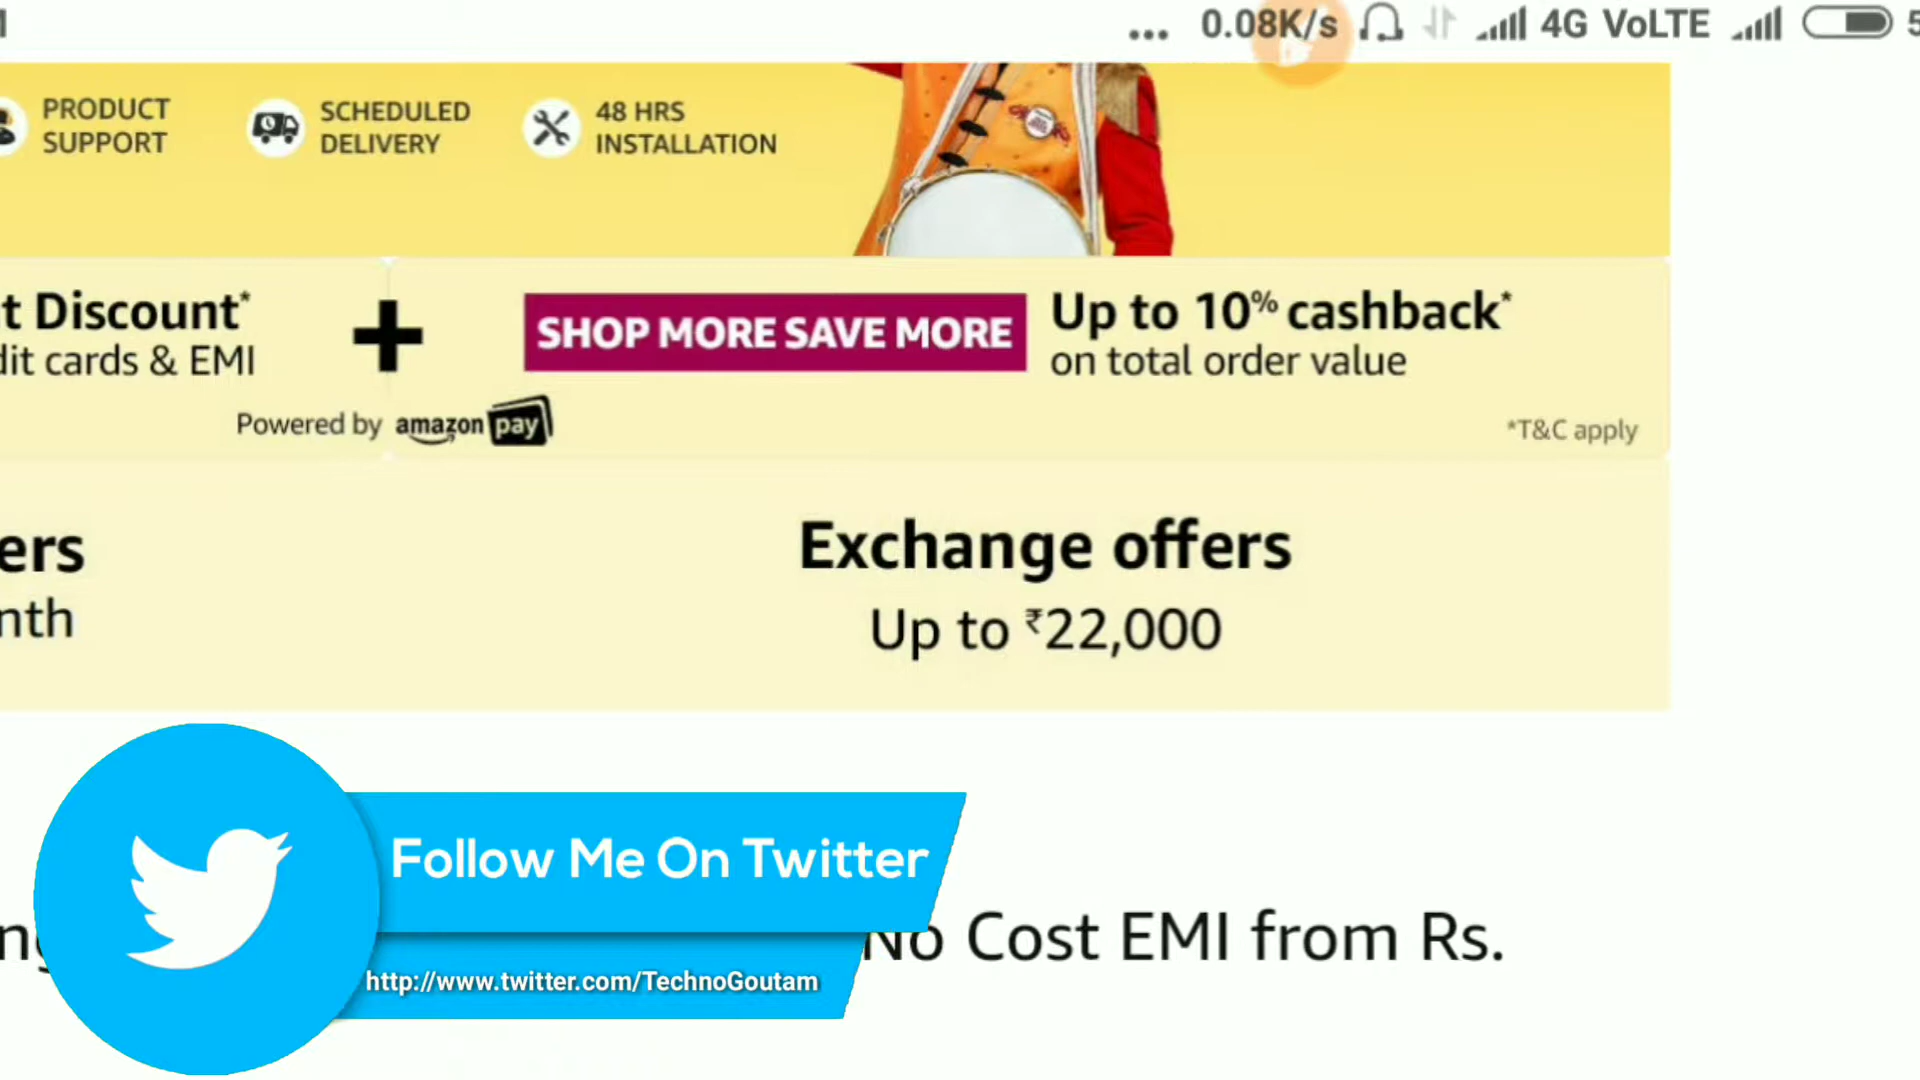 ... 0.08K/s 4G VoLTE
PRODUCT
SUPPORT
SCHEDULED
DELIVERY
48 HRS
INSTALLATION
t Discount*
dit cards & EMI
+
SHOP MORE SAVE MORE
Up to 10% cashback*
on total order value
Powered by amazon pay
*T&C apply
ers
nth
Exchange offers
Up to ₹22,000
Follow Me On Twitter
No Cost EMI from Rs.
http://www.twitter.com/TechnoGoutam